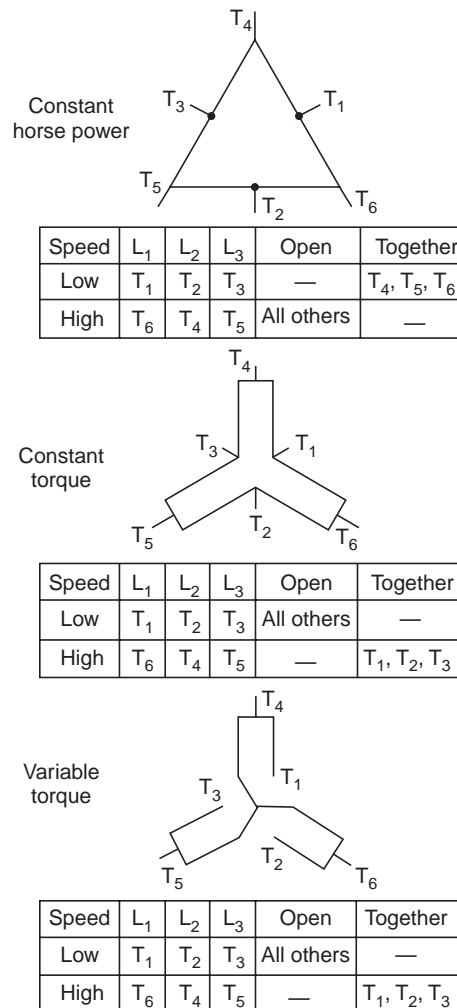 T4
T3
T1
Constant
horse power
T5
T2
T6
Speed L1 L2 L3 Open Together
Low T1 T2 T3 — T4, T5, T6
High T6 T4 T5 All others —
T4
T3
T1
Constant
torque
T5
T2
T6
Speed L1 L2 L3 Open Together
Low T1 T2 T3 All others —
High T6 T4 T5 — T1, T2, T3
T4
Variable
torque
T3
T1
T2
T5
T6
Speed L1 L2 L3 Open Together
Low T1 T2 T3 All others —
High T6 T4 T5 — T1, T2, T3